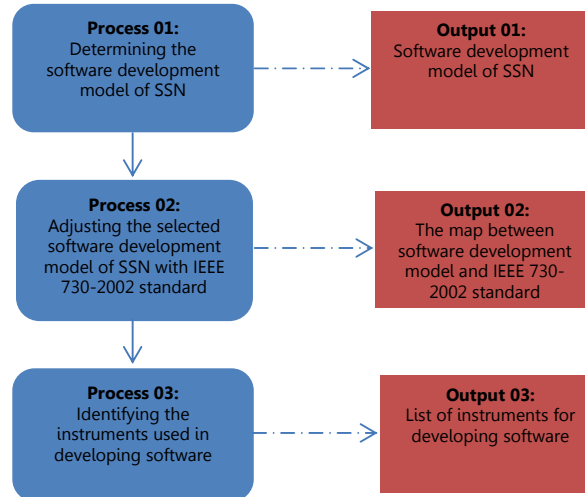 Process 01:
Determining the
software development
model of SSN
Output 01:
Software development
model of SSN
Process 02:
Adjusting the selected
software development
model of SSN with IEEE
730-2002 standard
Output 02:
The map between
software development
model and IEEE 730-
2002 standard
Process 03:
Identifying the
instruments used in
developing software
Output 03:
List of instruments for
developing software